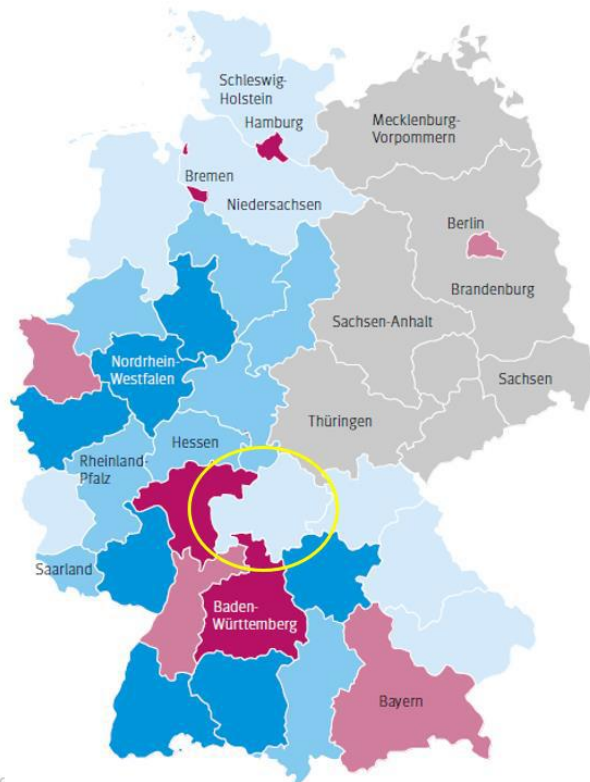 Schleswig-
Holstein
Hamburg
Mecklenburg-
Vorpommern
Bremen
Niedersachsen
Berlin
Brandenburg
Sachsen-Anhalt
Nordrhein-
Westfalen
Sachsen
Thüringen
Hessen
Rheinland-
Pfalz
Saarland
Baden-
Württemberg
Bayern